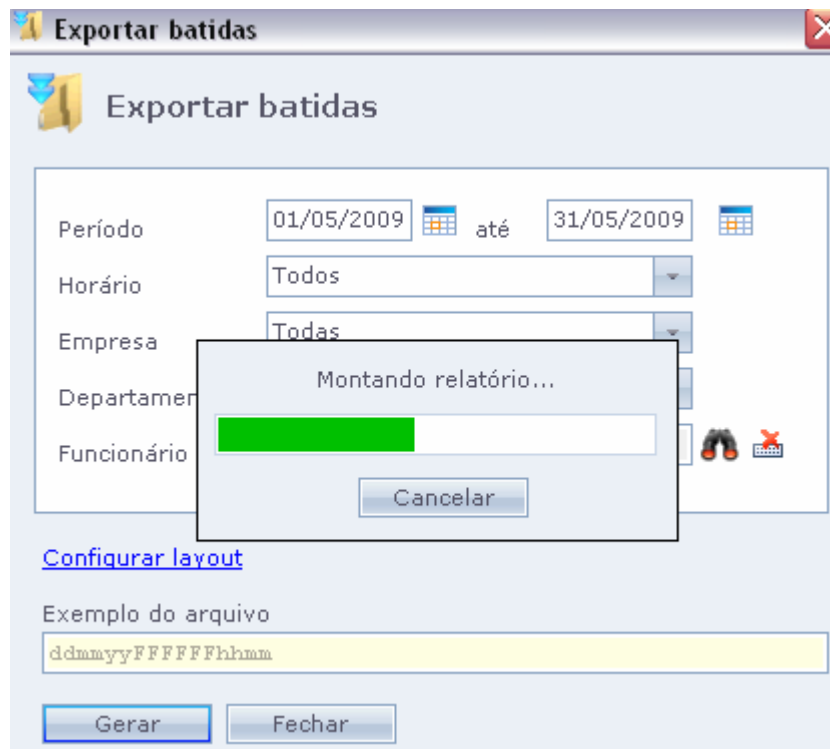 Exportar batidas
Exportar batidas
Período 01/05/2009 até 31/05/2009
Horário Todos
Empresa Todas
Montando relatório...
Departamen
Funcionário
Cancelar
Configurar layout
Exemplo do arquivo
ddmmyyFFFFFFhhmm
Gerar Fechar